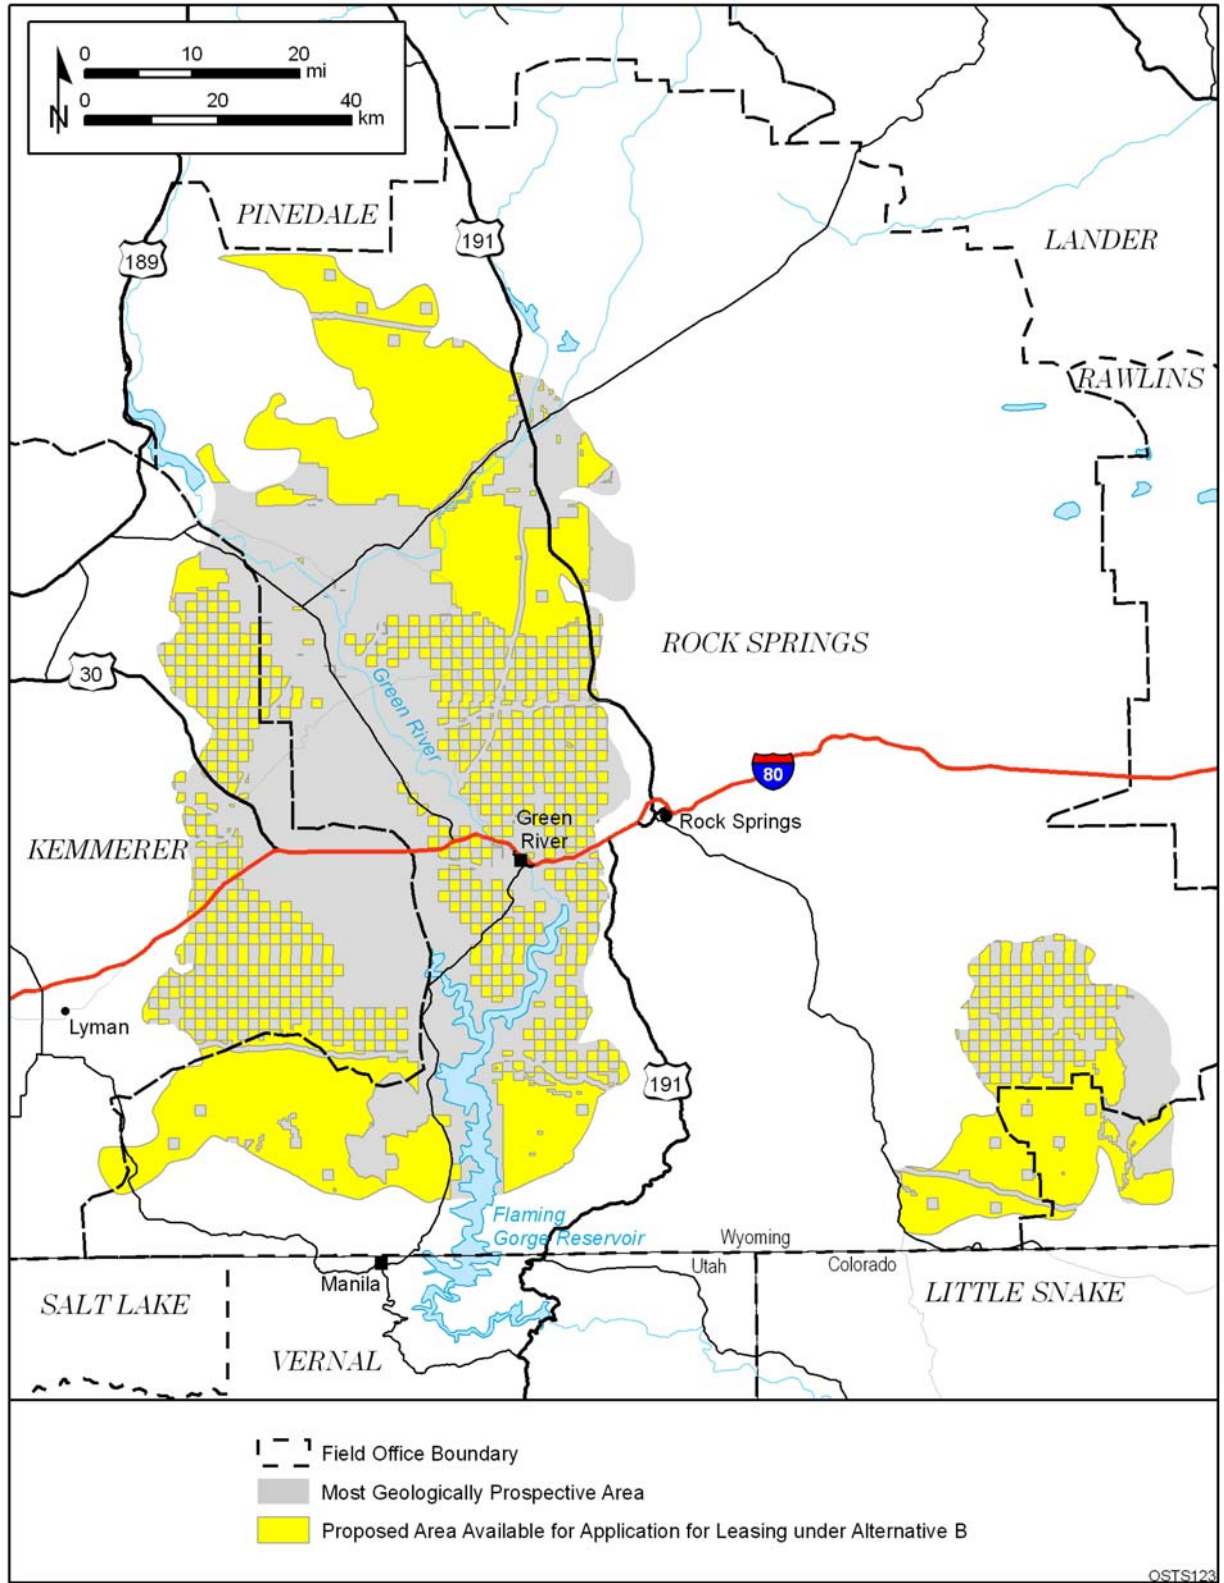 0 10 20
mi
0 20 40
km
N
PINEDALE
189
191
LANDER
RAWLINS
ROCK SPRINGS
30
Green River
80
Green
River
Rock Springs
KEMMERER
Lyman
191
Flaming
Gorge Reservoir
Wyoming
Utah
Colorado
Manila
SALT LAKE
LITTLE SNAKE
VERNAL
Field Office Boundary
Most Geologically Prospective Area
Proposed Area Available for Application for Leasing under Alternative B
OSTS123